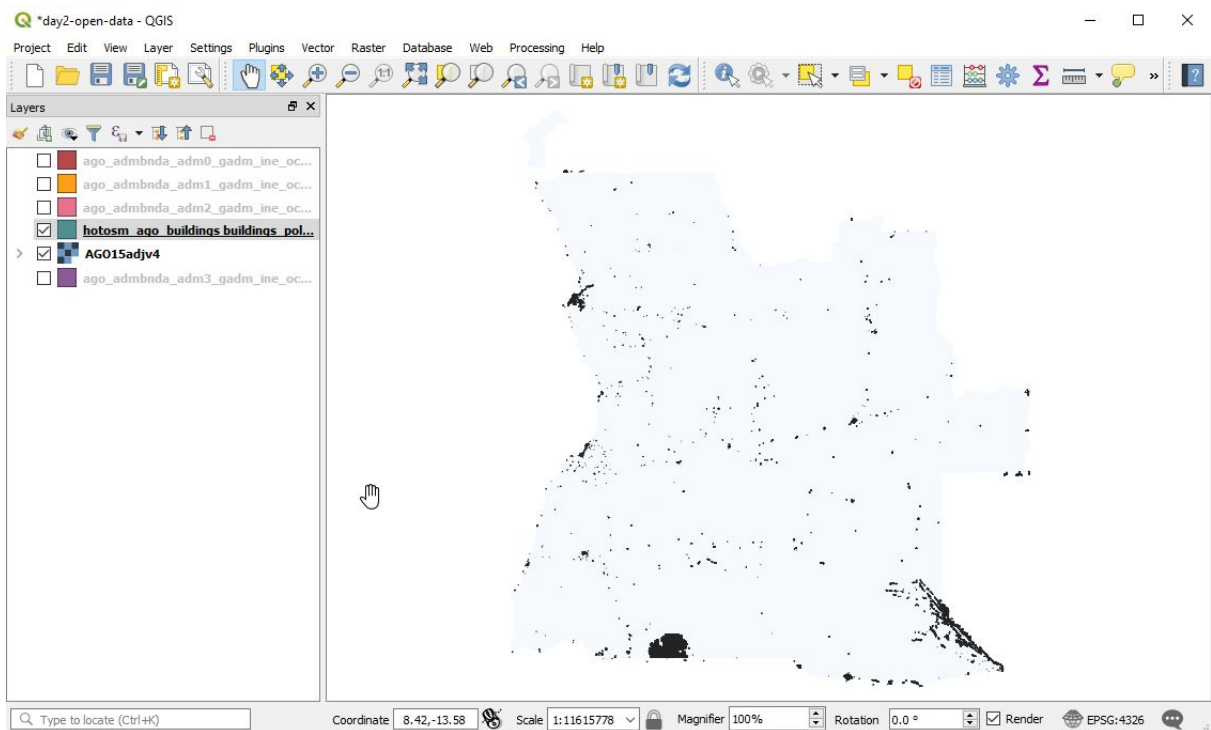 *day2-open-data - QGIS
Project Edit View Layer Settings Plugins Vector Raster Database Web Processing Help
Layers
ago_admbnda_adm0_gadm_ine_oc...
ago_admbnda_adm1_gadm_ine_oc...
ago_admbnda_adm2_gadm_ine_oc...
hotosm_ago_buildings buildings_pol...
AGO15adjv4
ago_admbnda_adm3_gadm_ine_oc...
Type to locate (Ctrl+K) Coordinate 8.42,-13.58 Scale 1:11615778 Magnifier 100% Rotation 0.0 ° Render EPSG:4326